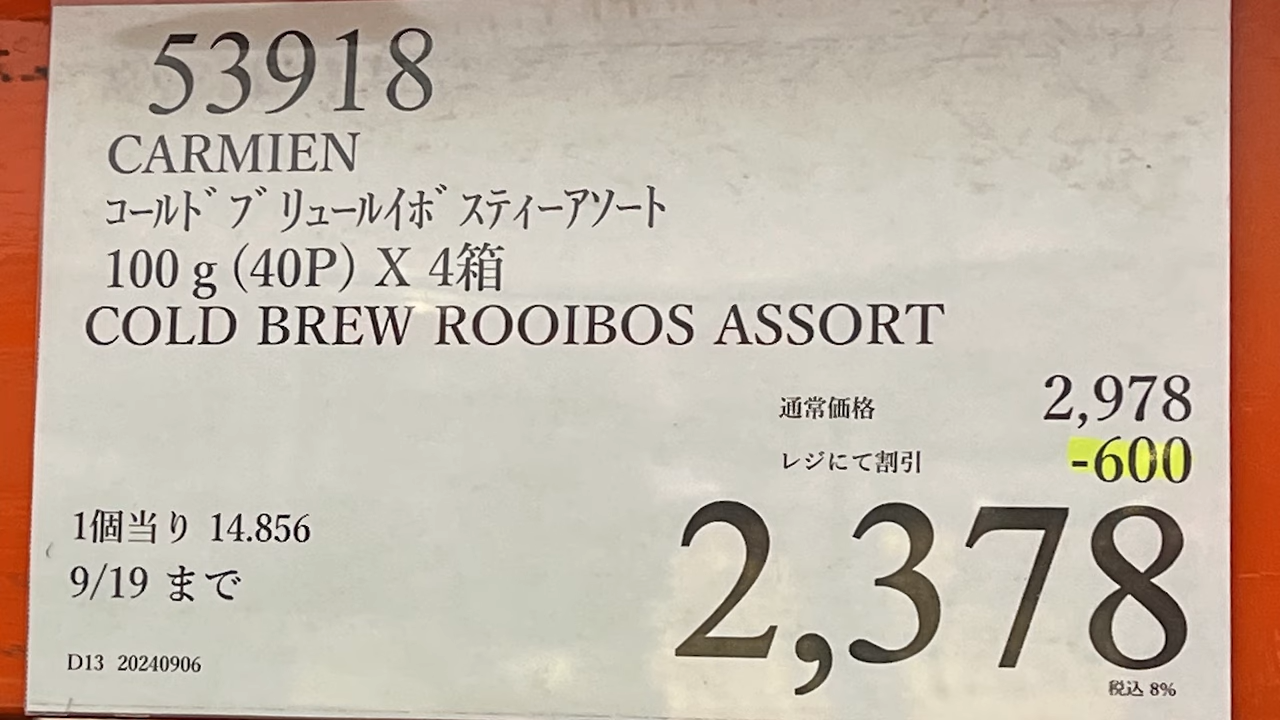 53918
CARMIEN
コールドブリュールイボスティーアソート
100 g (40P) X 4箱
COLD BREW ROOIBOS ASSORT
通常価格 2,978
レジにて割引 -600
2,378
1個当り 14.856
9/19 まで
D13 20240906
税込 8%